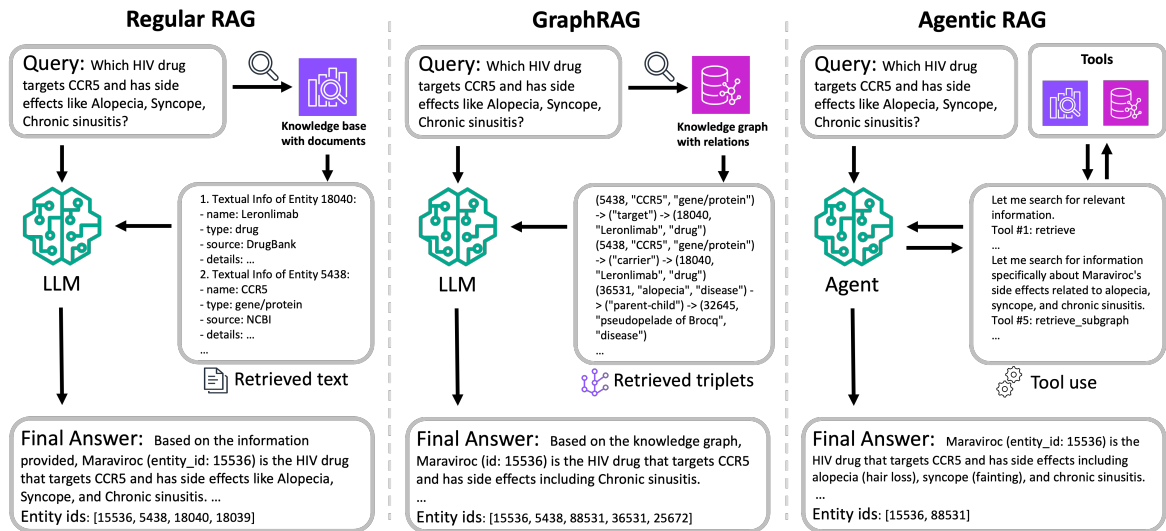 Regular RAG
Query: Which HIV drug
targets CCR5 and has side
effects like Alopecia, Syncope,
Chronic sinusitis?
Knowledge base
with documents
LLM
1. Textual Info of Entity 18040:
- name: Leronlimab
- type: drug
- source: DrugBank
- details: ...
2. Textual Info of Entity 5438:
- name: CCR5
- type: gene/protein
- source: NCBI
- details: ...
...
Retrieved text
Final Answer: Based on the information
provided, Maraviroc (entity_id: 15536) is the HIV drug
that targets CCR5 and has side effects like Alopecia,
Syncope, and Chronic sinusitis. ...
Entity ids: [15536, 5438, 18040, 18039]
GraphRAG
Query: Which HIV drug
targets CCR5 and has side
effects like Alopecia, Syncope,
Chronic sinusitis?
Knowledge graph
with relations
LLM
(5438, "CCR5", "gene/protein")
-> ("target") -> (18040,
"Leronlimab", "drug")
(5438, "CCR5", "gene/protein")
-> ("carrier") -> (18040,
"Leronlimab", "drug")
(36531, "alopecia", "disease") -
> ("parent-child") -> (32645,
"pseudopelade of Brocq",
"disease")
...
Retrieved triplets
Final Answer: Based on the knowledge graph,
Maraviroc (id: 15536) is the HIV drug that targets CCR5
and has side effects including Chronic sinusitis.
...
Entity ids: [15536, 5438, 88531, 36531, 25672]
Agentic RAG
Query: Which HIV drug
targets CCR5 and has side
effects like Alopecia, Syncope,
Chronic sinusitis?
Tools
Agent
Let me search for relevant
information.
Tool #1: retrieve
...
Let me search for information
specifically about Maraviroc's
side effects related to alopecia,
syncope, and chronic sinusitis.
Tool #5: retrieve_subgraph
...
Tool use
Final Answer: Maraviroc (entity_id: 15536) is the
HIV drug that targets CCR5 and has side effects including
alopecia (hair loss), syncope (fainting), and chronic sinusitis.
...
Entity ids: [15536, 88531]